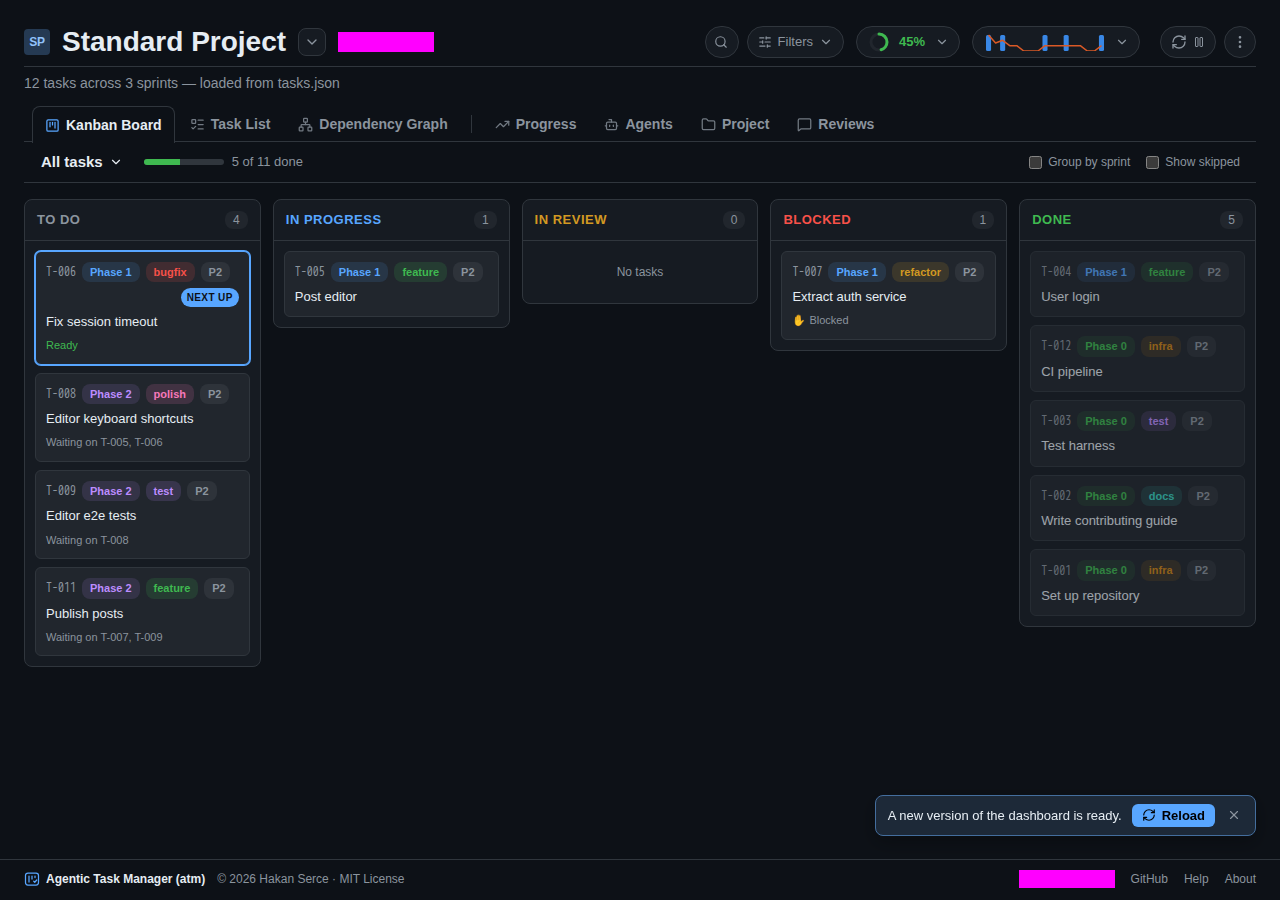 SP Standard Project Filters 45%
12 tasks across 3 sprints — loaded from tasks.json
Kanban Board Task List Dependency Graph Progress Agents Project Reviews
All tasks 5 of 11 done Group by sprint Show skipped
TO DO 4
T-006 Phase 1 bugfix P2
NEXT UP
Fix session timeout
Ready
T-008 Phase 2 polish P2
Editor keyboard shortcuts
Waiting on T-005, T-006
T-009 Phase 2 test P2
Editor e2e tests
Waiting on T-008
T-011 Phase 2 feature P2
Publish posts
Waiting on T-007, T-009
IN PROGRESS 1
T-005 Phase 1 feature P2
Post editor
IN REVIEW 0
No tasks
BLOCKED 1
T-007 Phase 1 refactor P2
Extract auth service
✋ Blocked
DONE 5
T-004 Phase 1 feature P2
User login
T-012 Phase 0 infra P2
CI pipeline
T-003 Phase 0 test P2
Test harness
T-002 Phase 0 docs P2
Write contributing guide
T-001 Phase 0 infra P2
Set up repository
A new version of the dashboard is ready. Reload
Agentic Task Manager (atm) © 2026 Hakan Serce · MIT License GitHub Help About